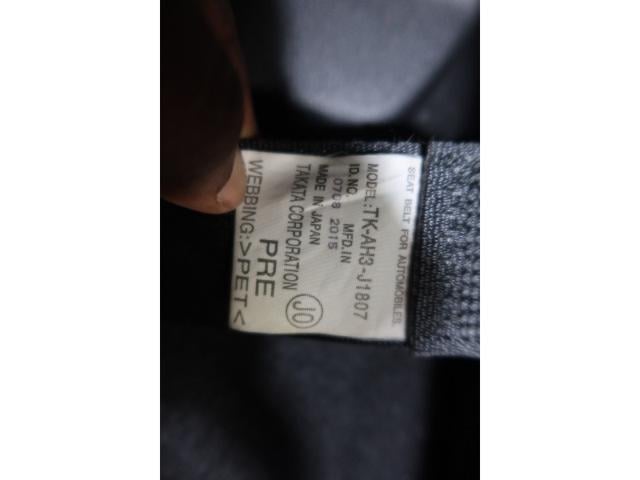 SEAT BELT FOR AUTOMOBILES
MODEL:TK-AH3-J1807
ID.NO. MFD.IN
0708 2015
MADE IN JAPAN
TAKATA CORPORATION
JO
PRE
WEBBING:>PET<